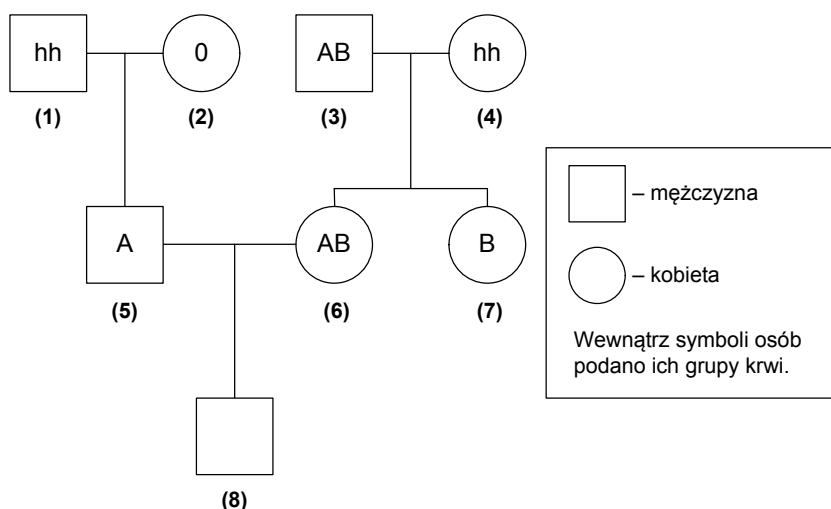 hh
0
AB
hh
(1)
(2)
(3)
(4)
A
AB
B
(5)
(6)
(7)
(8)
– mężczyzna
– kobieta
Wewnątrz symboli osób
podano ich grupy krwi.